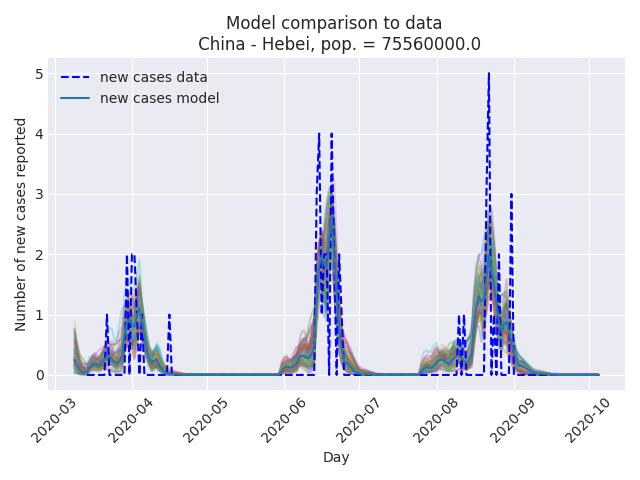 Model comparison to data
China - Hebei, pop. = 75560000.0
new cases data
new cases model
Number of new cases reported
5
4
3
2
1
0
2020-03
2020-04
2020-05
2020-06
2020-07
2020-08
2020-09
2020-10
Day